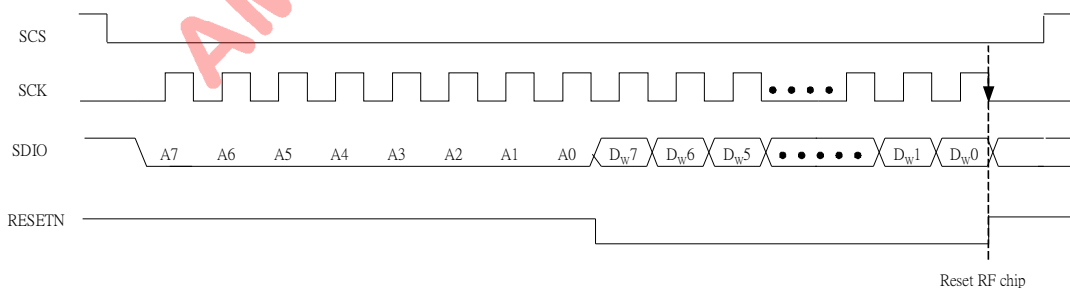 SCS
SCK
SDIO A7 A6 A5 A4 A3 A2 A1 A0 DW7 DW6 DW5 DW1 DW0
RESETN
Reset RF chip